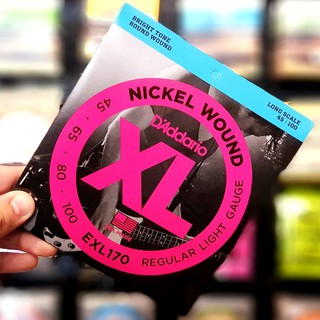 BRIGHT TONE
ROUND WOUND
LONG SCALE
45 - 100
NICKEL WOUND
D'Addario
XL
45 · 65 · 80 · 100
EXL170
REGULAR LIGHT GAUGE